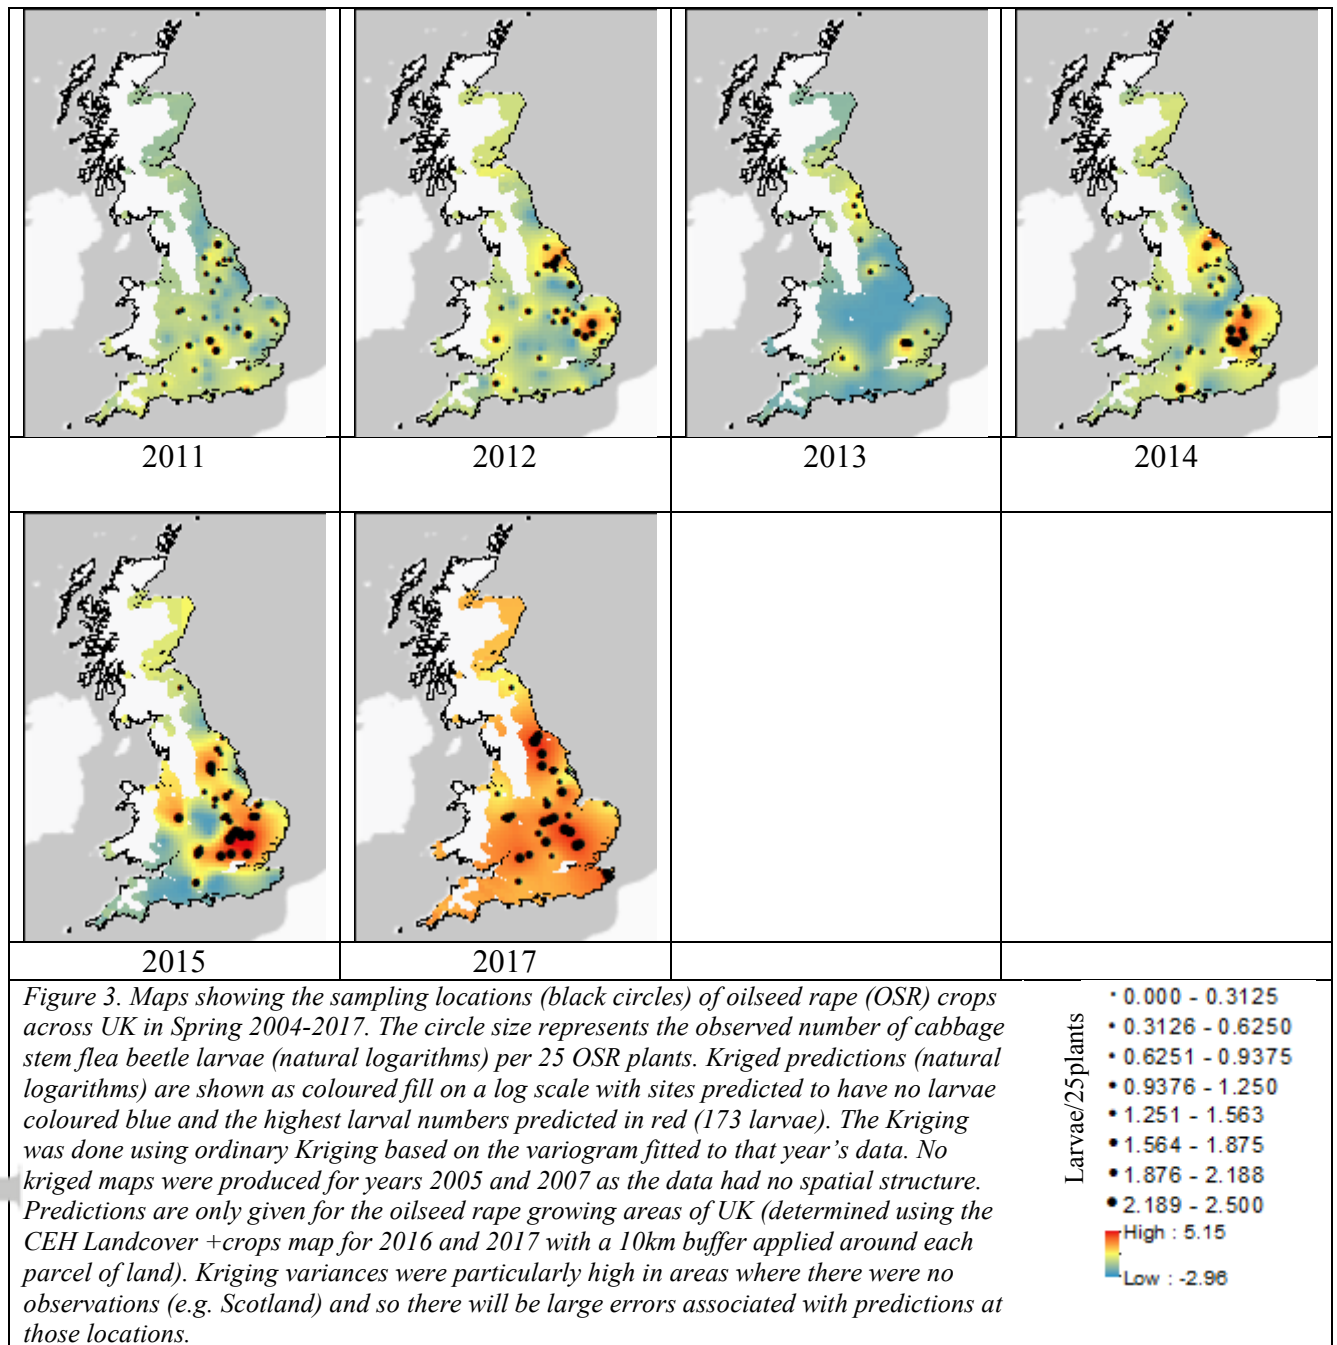 2011
2012
2013
2014
2015
2017
Figure 3. Maps showing the sampling locations (black circles) of oilseed rape (OSR) crops
across UK in Spring 2004-2017. The circle size represents the observed number of cabbage
stem flea beetle larvae (natural logarithms) per 25 OSR plants. Kriged predictions (natural
logarithms) are shown as coloured fill on a log scale with sites predicted to have no larvae
coloured blue and the highest larval numbers predicted in red (173 larvae). The Kriging
was done using ordinary Kriging based on the variogram fitted to that year's data. No
kriged maps were produced for years 2005 and 2007 as the data had no spatial structure.
Predictions are only given for the oilseed rape growing areas of UK (determined using the
CEH Landcover +crops map for 2016 and 2017 with a 10km buffer applied around each
parcel of land). Kriging variances were particularly high in areas where there were no
observations (e.g. Scotland) and so there will be large errors associated with predictions at
those locations.
Larvae/25plants
0.000 - 0.3125
0.3126 - 0.6250
0.6251 - 0.9375
0.9376 - 1.250
1.251 - 1.563
1.564 - 1.875
1.876 - 2.188
2.189 - 2.500
High : 5.15
Low : -2.98